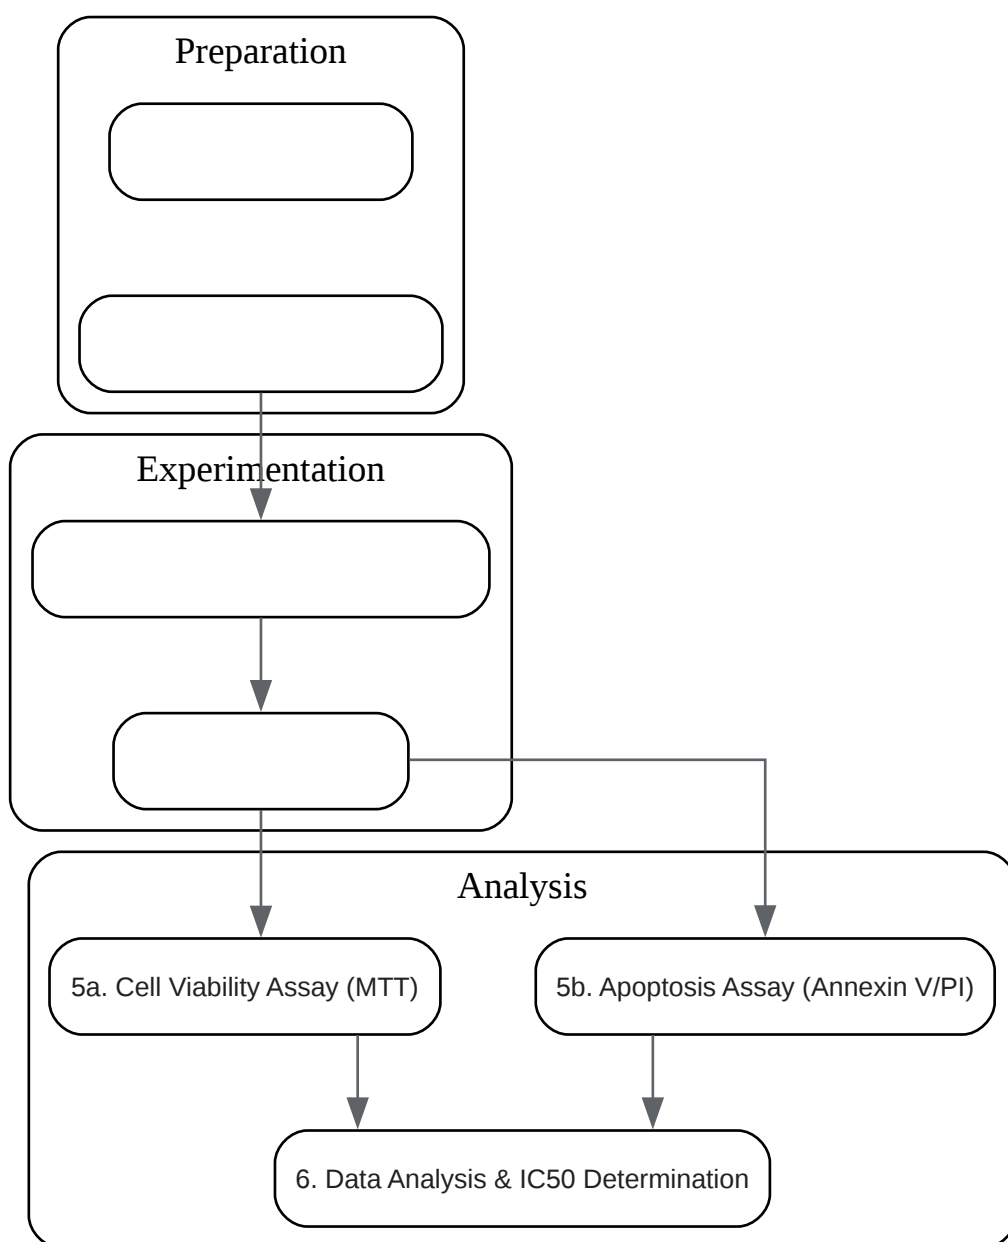 Preparation
Experimentation
Analysis
5a. Cell Viability Assay (MTT)
5b. Apoptosis Assay (Annexin V/PI)
6. Data Analysis & IC50 Determination